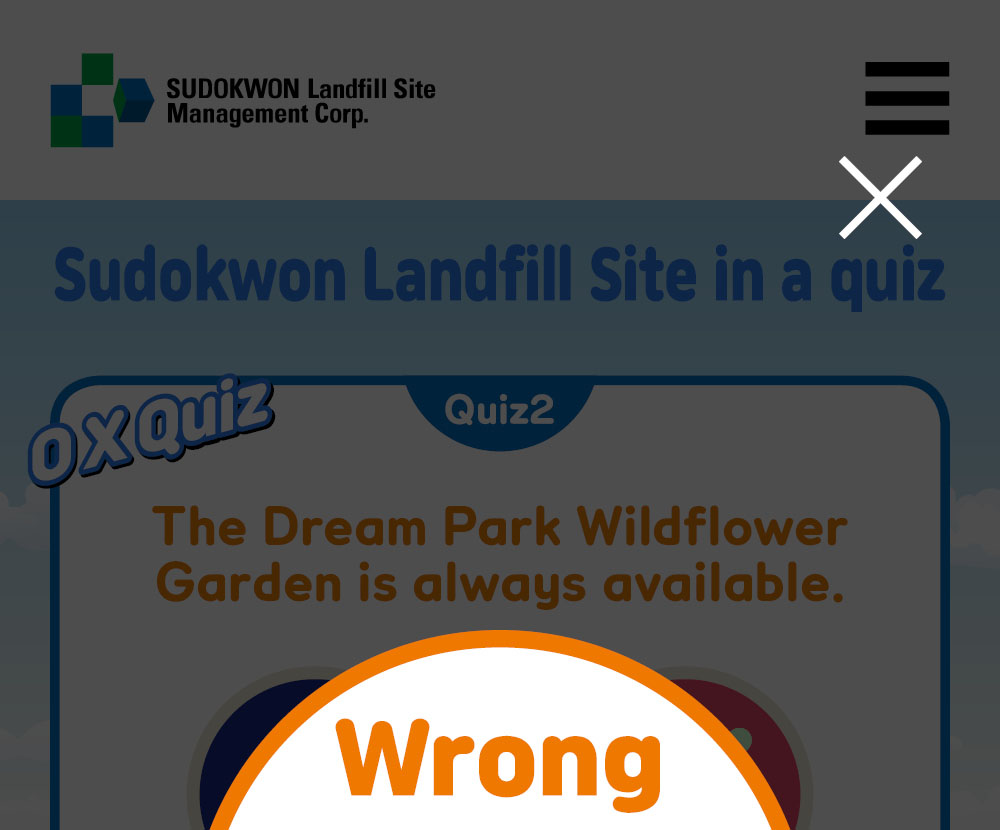 SUDOKWON Landfill Site
Management Corp.
Sudokwon Landfill Site in a quiz
O X Quiz
Quiz2
The Dream Park Wildflower
Garden is always available.
Wrong